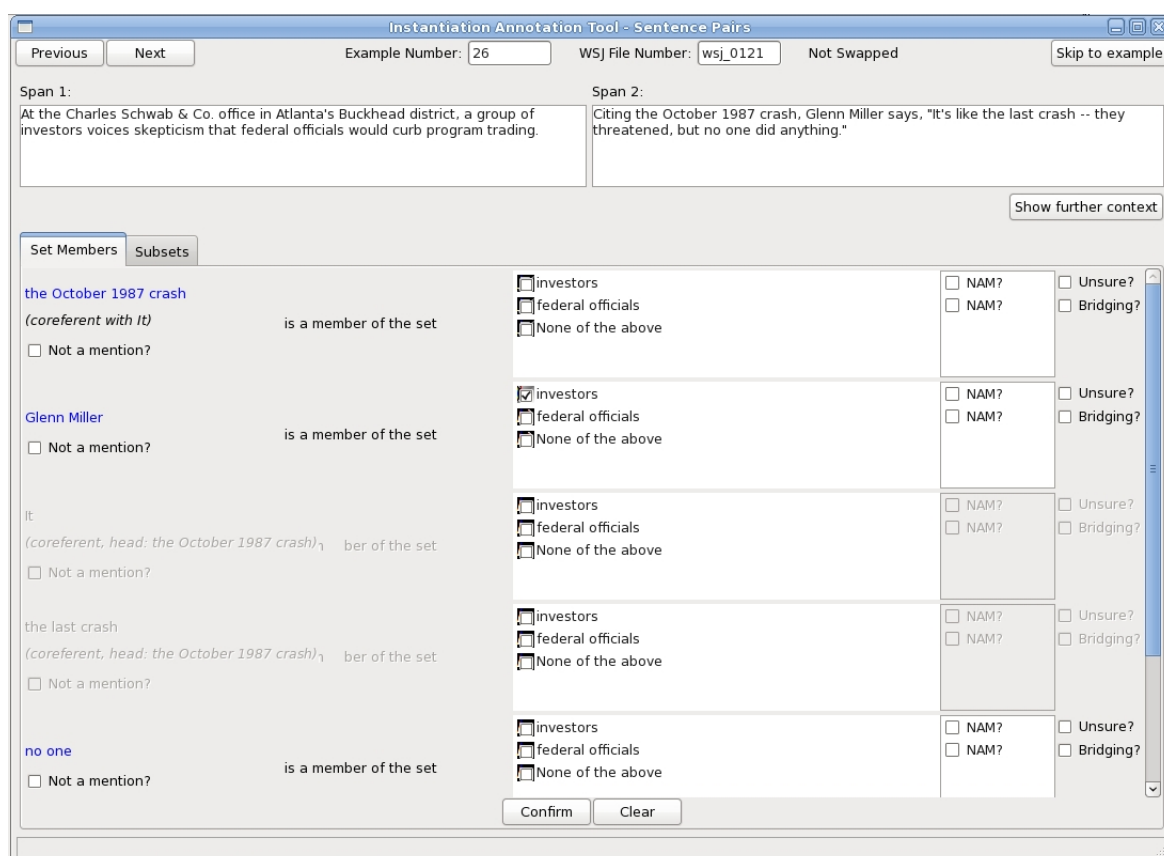 Instantiation Annotation Tool - Sentence Pairs
Previous Next Example Number: 26 WSJ File Number: wsj_0121 Not Swapped Skip to example
Span 1: Span 2:
At the Charles Schwab & Co. office in Atlanta's Buckhead district, a group of
investors voices skepticism that federal officials would curb program trading.
Citing the October 1987 crash, Glenn Miller says, "It's like the last crash -- they
threatened, but no one did anything."
Show further context
Set Members Subsets
the October 1987 crash
(coreferent with It)
Not a mention?
is a member of the set
investors NAM? Unsure?
federal officials NAM? Bridging?
None of the above
Glenn Miller
Not a mention?
is a member of the set
investors NAM? Unsure?
federal officials NAM? Bridging?
None of the above
It
(coreferent, head: the October 1987 crash)
ber of the set
Not a mention?
investors NAM? Unsure?
federal officials NAM? Bridging?
None of the above
the last crash
(coreferent, head: the October 1987 crash)
ber of the set
Not a mention?
investors NAM? Unsure?
federal officials NAM? Bridging?
None of the above
no one
Not a mention?
is a member of the set
investors NAM? Unsure?
federal officials NAM? Bridging?
None of the above
Confirm Clear